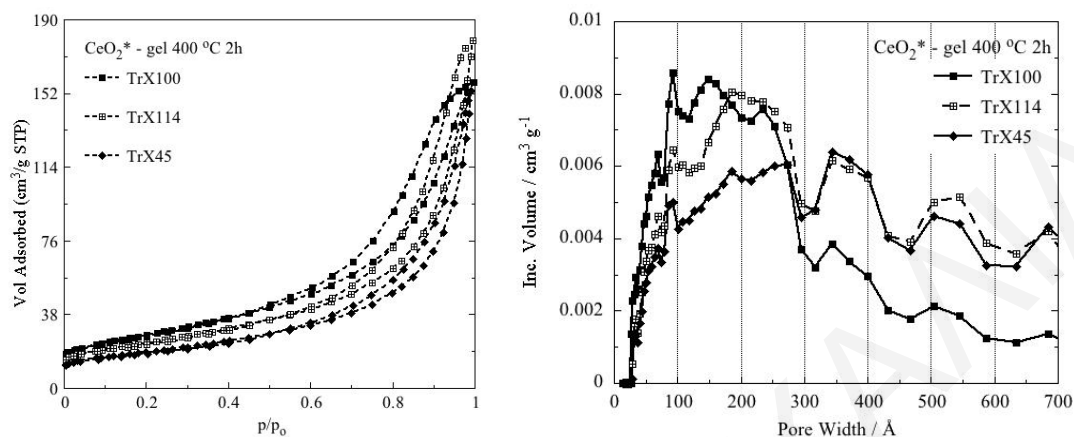 190
152
114
76
38
0
0
0.2
0.4
0.6
0.8
1
Vol Adsorbed (cm³/g STP)
p/pₒ
CeO₂* - gel 400 °C 2h
TrX100
TrX114
TrX45
0.01
0.008
0.006
0.004
0.002
0
0
100
200
300
400
500
600
700
Inc. Volume / cm³ g⁻¹
Pore Width / Å
CeO₂* - gel 400 °C 2h
TrX100
TrX114
TrX45